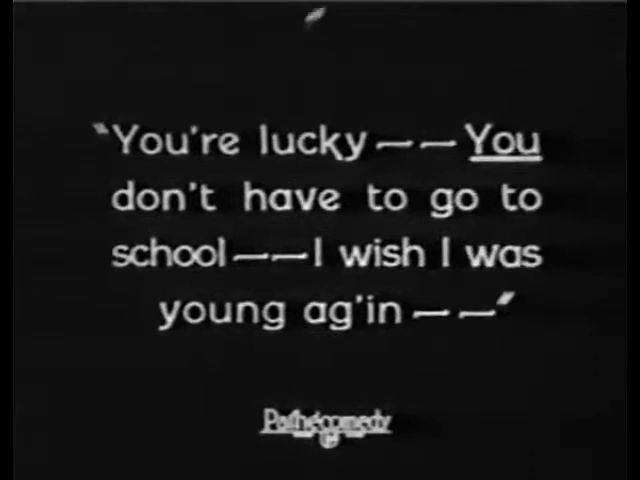 "You're lucky——You
don't have to go to
school——I wish I was
young ag'in——"
Pathécomedy